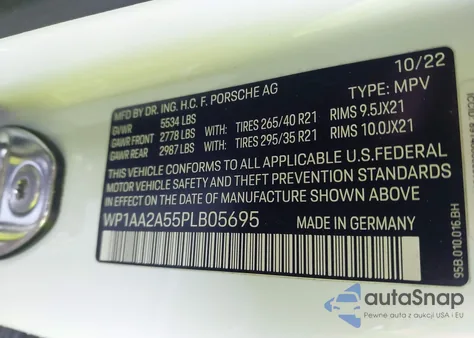 10/22
MFD BY DR. ING. H.C. F. PORSCHE AG TYPE: MPV
GVWR 5534 LBS
GAWR FRONT 2778 LBS WITH: TIRES 265/40 R21 RIMS 9.5JX21
GAWR REAR 2987 LBS WITH: TIRES 295/35 R21 RIMS 10.0JX21
THIS VEHICLE CONFORMS TO ALL APPLICABLE U.S.FEDERAL
MOTOR VEHICLE SAFETY AND THEFT PREVENTION STANDARDS
IN EFFECT ON THE DATE OF MANUFACTURE SHOWN ABOVE
WP1AA2A55PLB05695 MADE IN GERMANY
95B.010.016.BH
autoSnap
Pewne auto z USA i EU